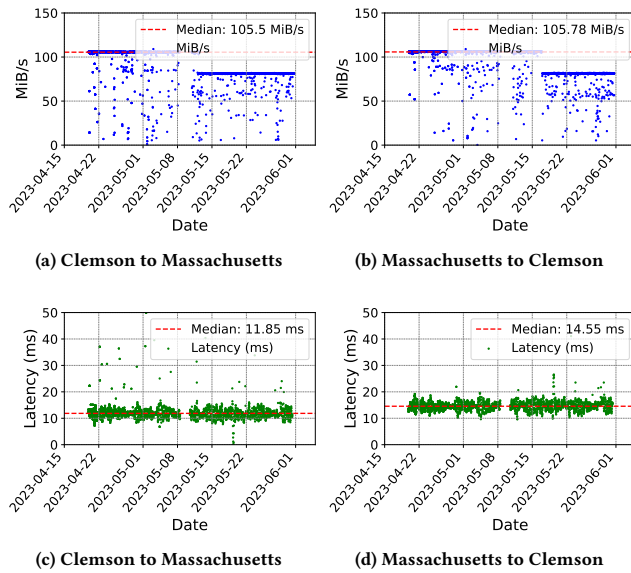 150
100
50
0
MiB/s
Median: 105.5 MiB/s
MiB/s
2023-04-15
2023-04-22
2023-05-01
2023-05-08
2023-05-15
2023-05-22
2023-06-01
Date
(a) Clemson to Massachusetts
150
100
50
0
MiB/s
Median: 105.78 MiB/s
MiB/s
2023-04-15
2023-04-22
2023-05-01
2023-05-08
2023-05-15
2023-05-22
2023-06-01
Date
(b) Massachusetts to Clemson
50
40
30
20
10
0
Latency (ms)
Median: 11.85 ms
Latency (ms)
2023-04-15
2023-04-22
2023-05-01
2023-05-08
2023-05-15
2023-05-22
2023-06-01
Date
(c) Clemson to Massachusetts
50
40
30
20
10
0
Latency (ms)
Median: 14.55 ms
Latency (ms)
2023-04-15
2023-04-22
2023-05-01
2023-05-08
2023-05-15
2023-05-22
2023-06-01
Date
(d) Massachusetts to Clemson